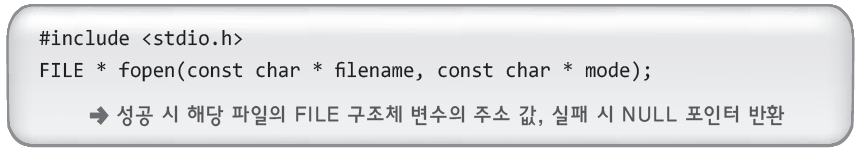 #include <stdio.h>
FILE * fopen(const char * filename, const char * mode);
➜ 성공 시 해당 파일의 FILE 구조체 변수의 주소 값, 실패 시 NULL 포인터 반환